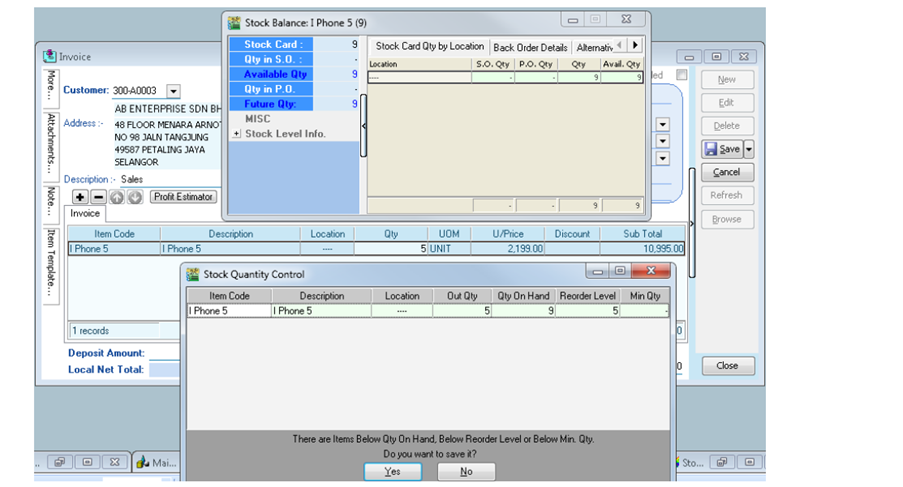 Stock Balance: I Phone 5 (9)
Stock Card : 9
Qty in S.O. : -
Available Qty 9
Qty in P.O. -
Future Qty: 9
MISC
+ Stock Level Info.
Stock Card Qty by Location Back Order Details Alternativ
Location S.O. Qty P.O. Qty Qty Avail. Qty
---- - - 9 9
- - 9 9
Invoice
More...
Attachments...
Note...
Item Template...
Customer: 300-A0003
AB ENTERPRISE SDN BH
Address :- 48 FLOOR MENARA ARNO
NO 98 JALN TANGJUNG
49587 PETALING JAYA
SELANGOR
Description :- Sales
Profit Estimator
Invoice
Item Code Description Location Qty UOM U/Price Discount Sub Total
I Phone 5 I Phone 5 ---- 5 UNIT 2,199.00 10,995.00
1 records
Deposit Amount:
Local Net Total:
New
Edit
Delete
Save
Cancel
Refresh
Browse
Close
Stock Quantity Control
Item Code Description Location Out Qty Qty On Hand Reorder Level Min Qty
I Phone 5 I Phone 5 ---- 5 9 5 -
There are Items Below Qty On Hand, Below Reorder Level or Below Min. Qty.
Do you want to save it?
Yes No
Mai...
Sto...